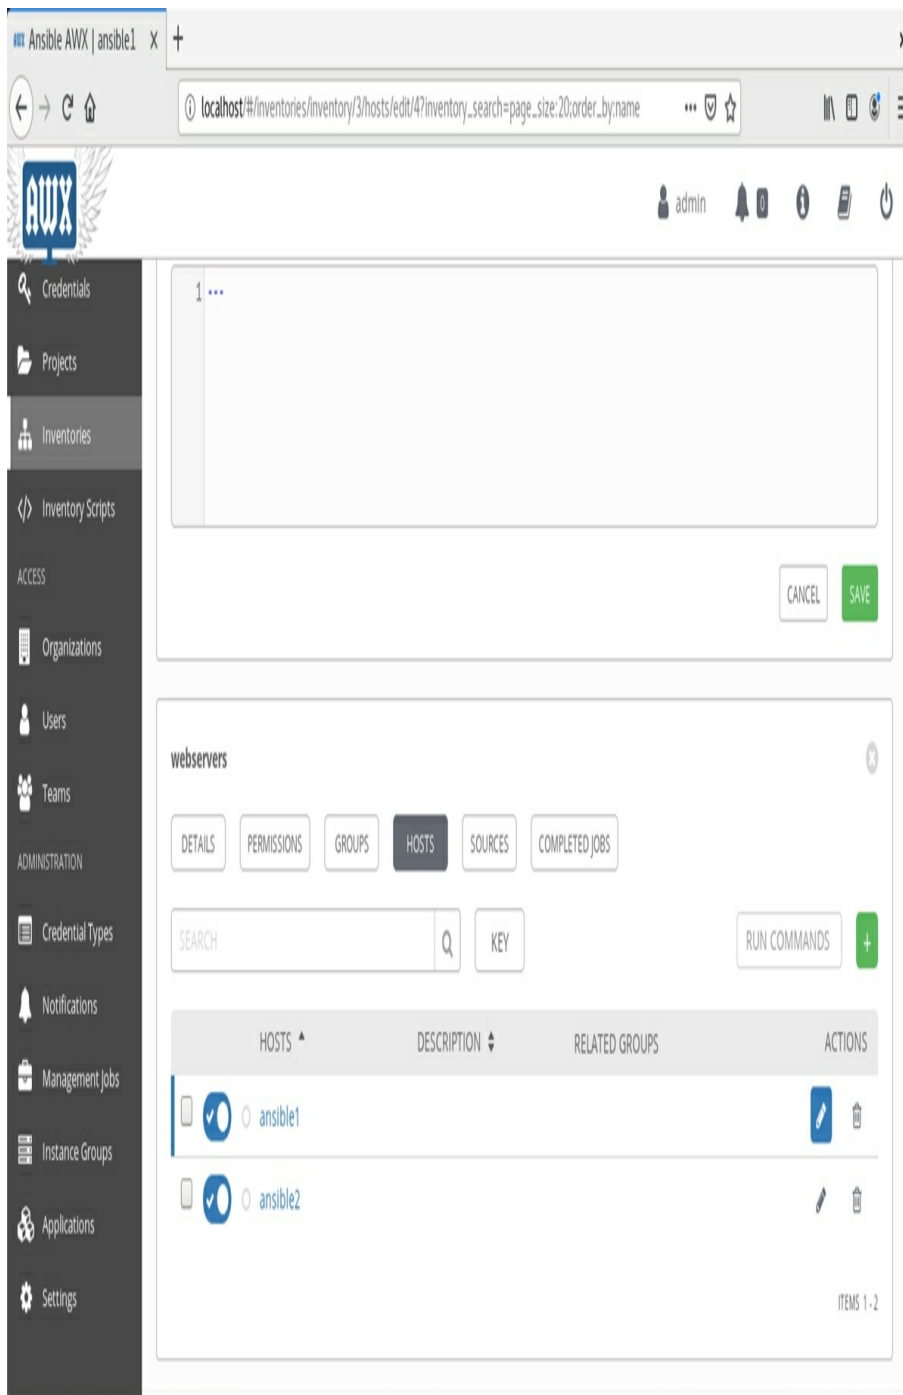 AWX Ansible AWX | ansible1
localhost/#/inventories/inventory/3/hosts/edit/4?inventory_search=page_size:20;order_by:name
AWX
admin
0
Credentials
Projects
Inventories
Inventory Scripts
ACCESS
Organizations
Users
Teams
ADMINISTRATION
Credential Types
Notifications
Management Jobs
Instance Groups
Applications
Settings
1 ---
CANCEL SAVE
webservers
DETAILS PERMISSIONS GROUPS HOSTS SOURCES COMPLETED JOBS
SEARCH KEY RUN COMMANDS +
HOSTS DESCRIPTION RELATED GROUPS ACTIONS
ansible1
ansible2
ITEMS 1 - 2